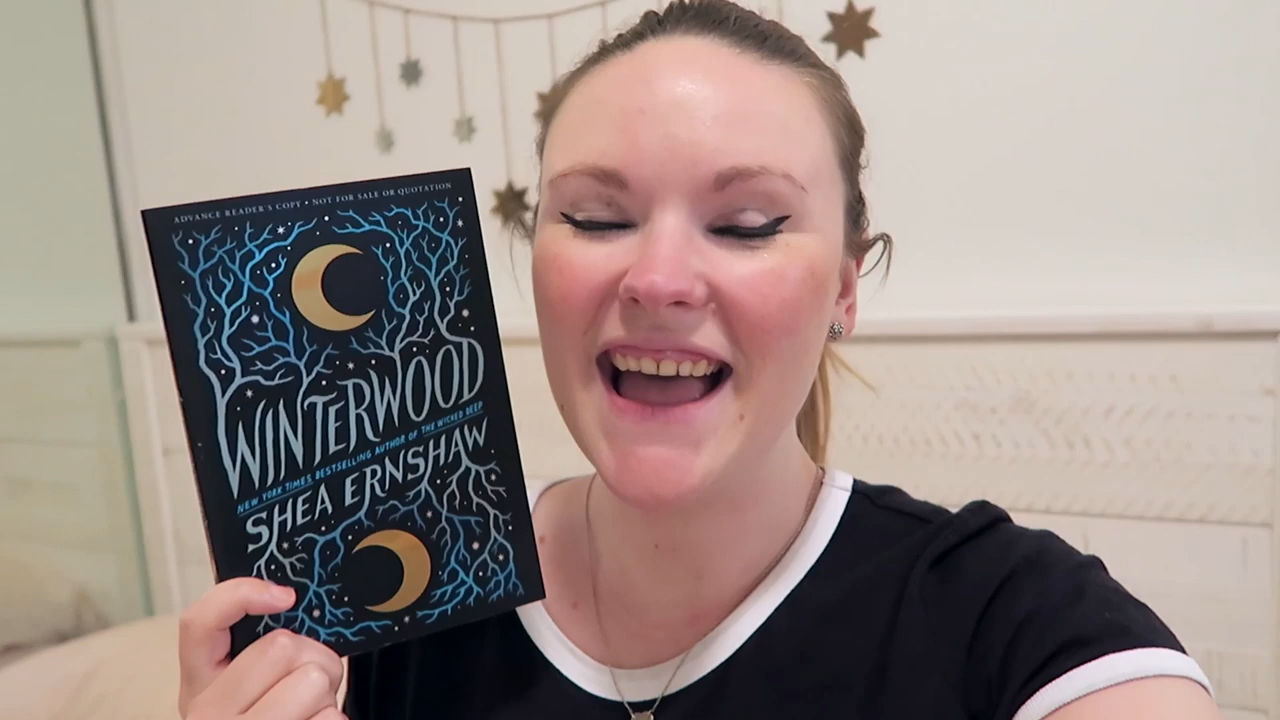 ADVANCE READER'S COPY • NOT FOR SALE OR QUOTATION
WINTERWOOD
NEW YORK TIMES BESTSELLING AUTHOR OF THE WICKED DEEP
SHEA ERNSHAW